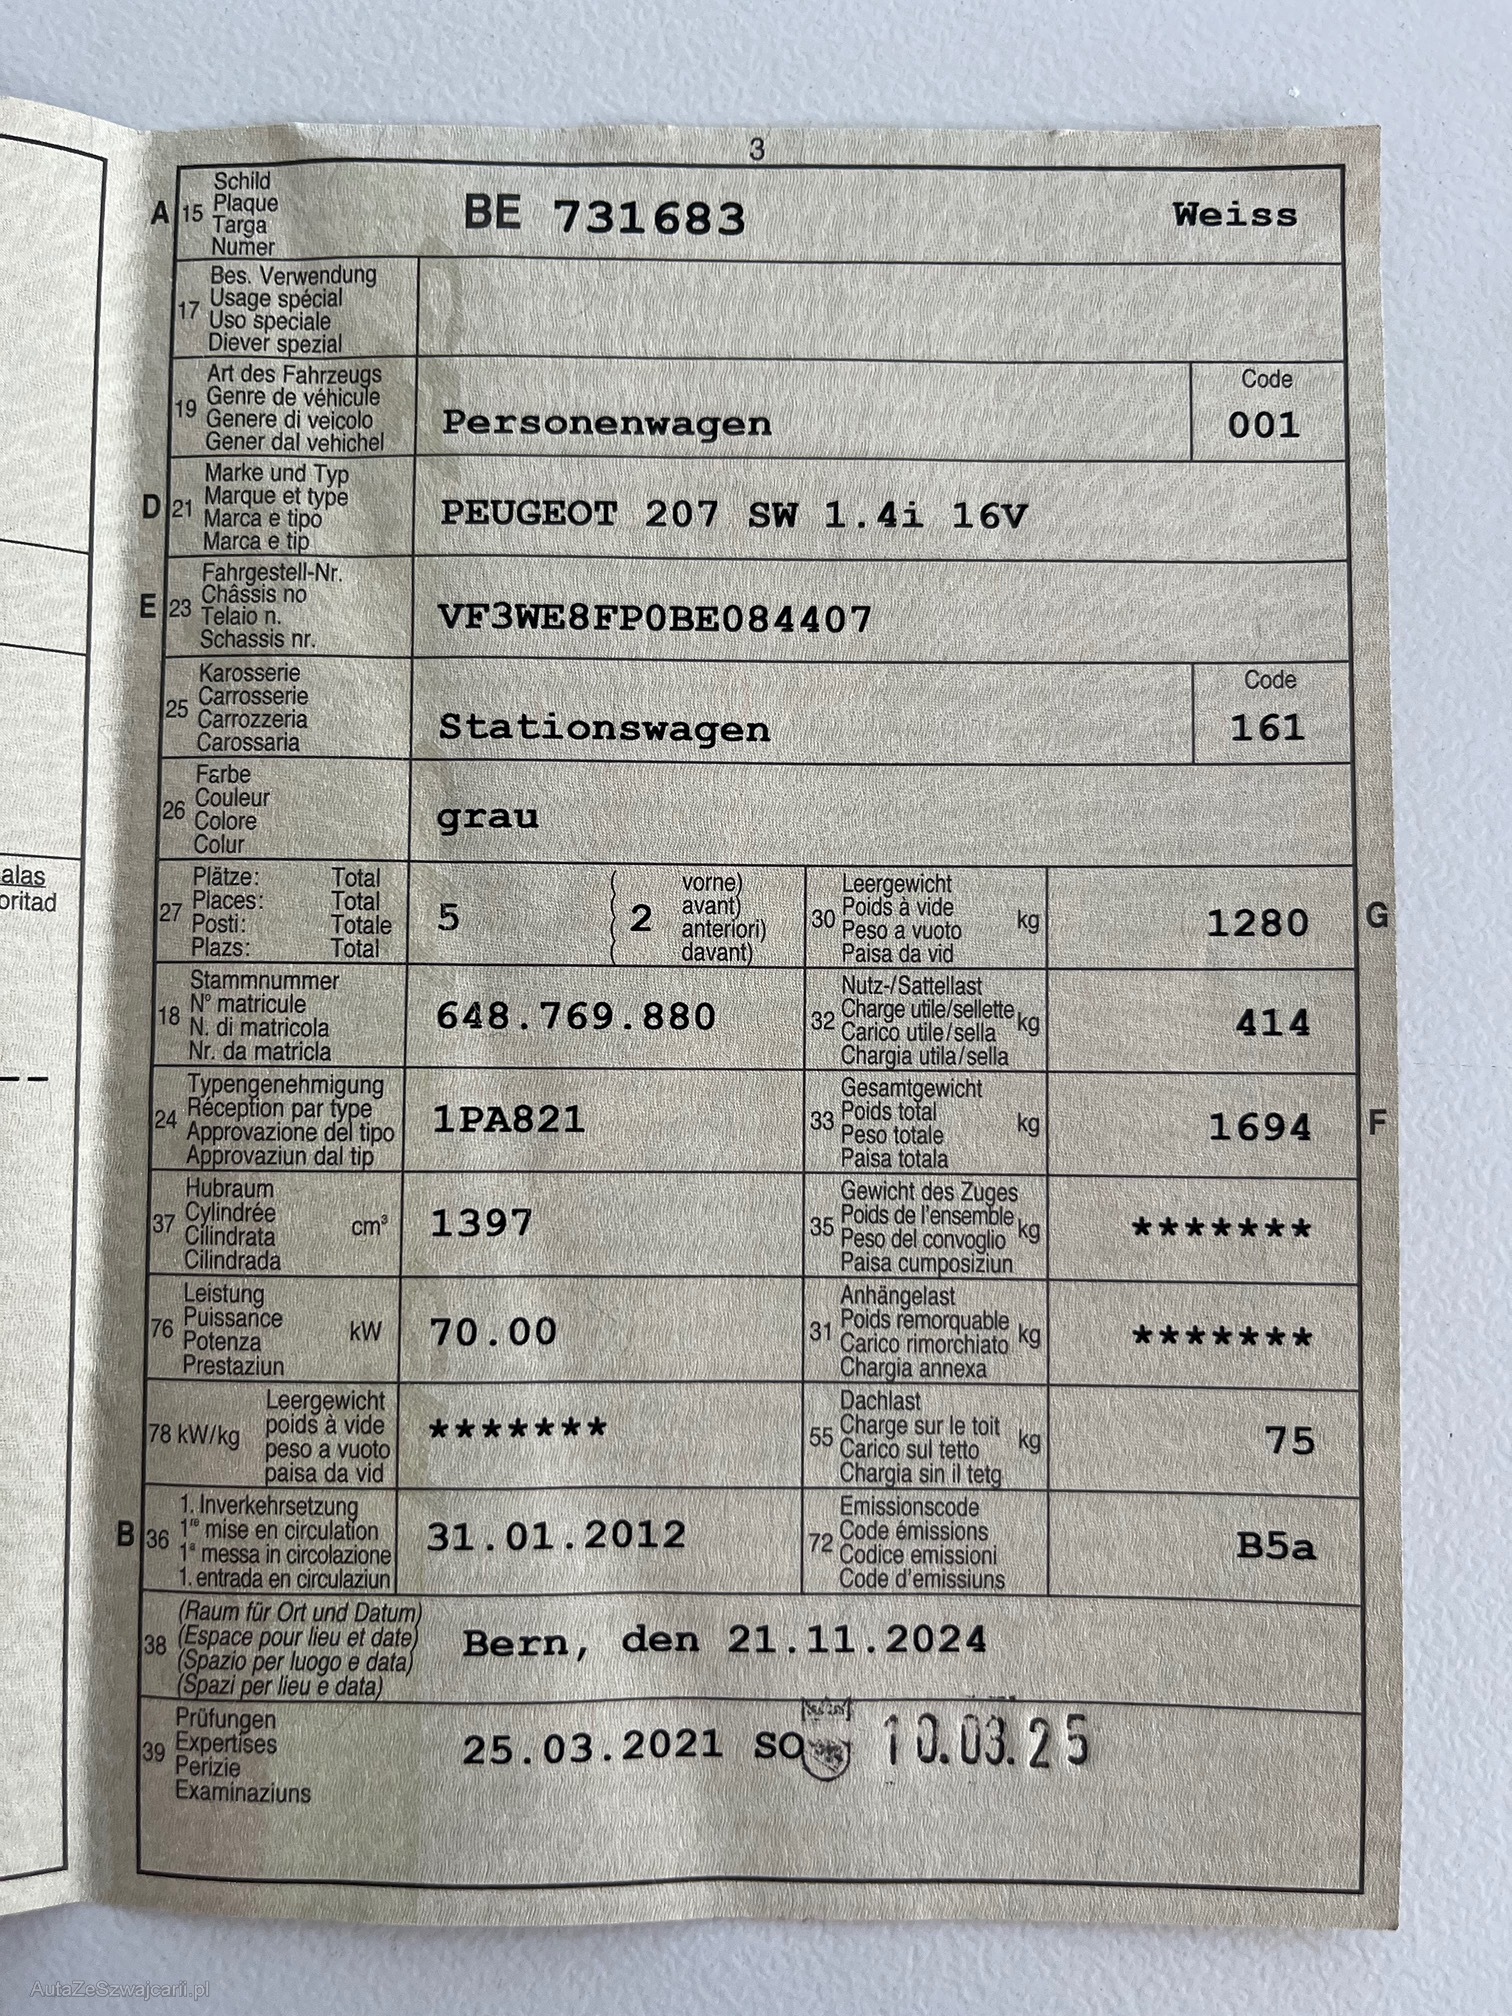 3
A 15 Schild
Plaque
Targa
Numer
BE 731683 Weiss
17 Bes. Verwendung
Usage spécial
Uso speciale
Diever spezial
19 Art des Fahrzeugs
Genre de véhicule
Genere di veicolo
Gener dal vehichel
Personenwagen
Code
001
D 21 Marke und Typ
Marque et type
Marca e tipo
Marca e tip
PEUGEOT 207 SW 1.4i 16V
E 23 Fahrgestell-Nr.
Châssis no
Telaio n.
Schassis nr.
VF3WE8FP0BE084407
25 Karosserie
Carrosserie
Carrozzeria
Carossaria
Stationswagen
Code
161
26 Farbe
Couleur
Colore
Colur
grau
27 Plätze: Total
Places: Total
Posti: Totale
Plazs: Total
5 ( 2 vorne)
avant)
anteriori)
davant)
30 Leergewicht
Poids à vide
Peso a vuoto
Paisa da vid
kg
1280 G
18 Stammnummer
N° matricule
N. di matricola
Nr. da matricla
648.769.880
32 Nutz-/Sattellast
Charge utile/sellette
Carico utile/sella
Chargia utila/sella
kg
414
24 Typengenehmigung
Réception par type
Approvazione del tipo
Approvaziun dal tip
1PA821
33 Gesamtgewicht
Poids total
Peso totale
Paisa totala
kg
1694 F
37 Hubraum
Cylindrée
Cilindrata
Cilindrada
cm³
1397
35 Gewicht des Zuges
Poids de l'ensemble
Peso del convoglio
Paisa cumposiziun
kg
*******
76 Leistung
Puissance
Potenza
Prestaziun
kW
70.00
31 Anhängelast
Poids remorquable
Carico rimorchiato
Chargia annexa
kg
*******
78 kW/kg
Leergewicht
poids à vide
peso a vuoto
paisa da vid
*******
55 Dachlast
Charge sur le toit
Carico sul tetto
Chargia sin il tetg
kg
75
B 36 1. Inverkehrsetzung
1re mise en circulation
1a messa in circolazione
1. entrada en circulaziun
31.01.2012
72 Emissionscode
Code émissions
Codice emissioni
Code d'emissiuns
B5a
38 (Raum für Ort und Datum)
(Espace pour lieu et date)
(Spazio per luogo e data)
(Spazi per lieu e data)
Bern, den 21.11.2024
39 Prüfungen
Expertises
Perizie
Examinaziuns
25.03.2021 SO 10.03.25
alas
oritad
--
AutaZeSzwajcarii.pl